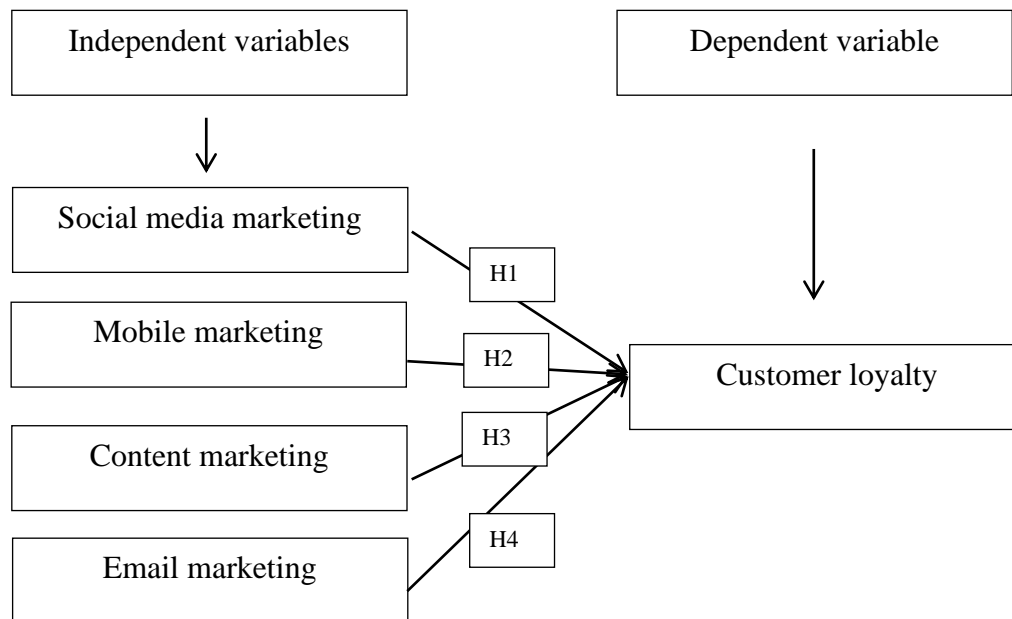 Independent variables
Dependent variable
Social media marketing
H1
Mobile marketing
H2
Customer loyalty
Content marketing
H3
Email marketing
H4